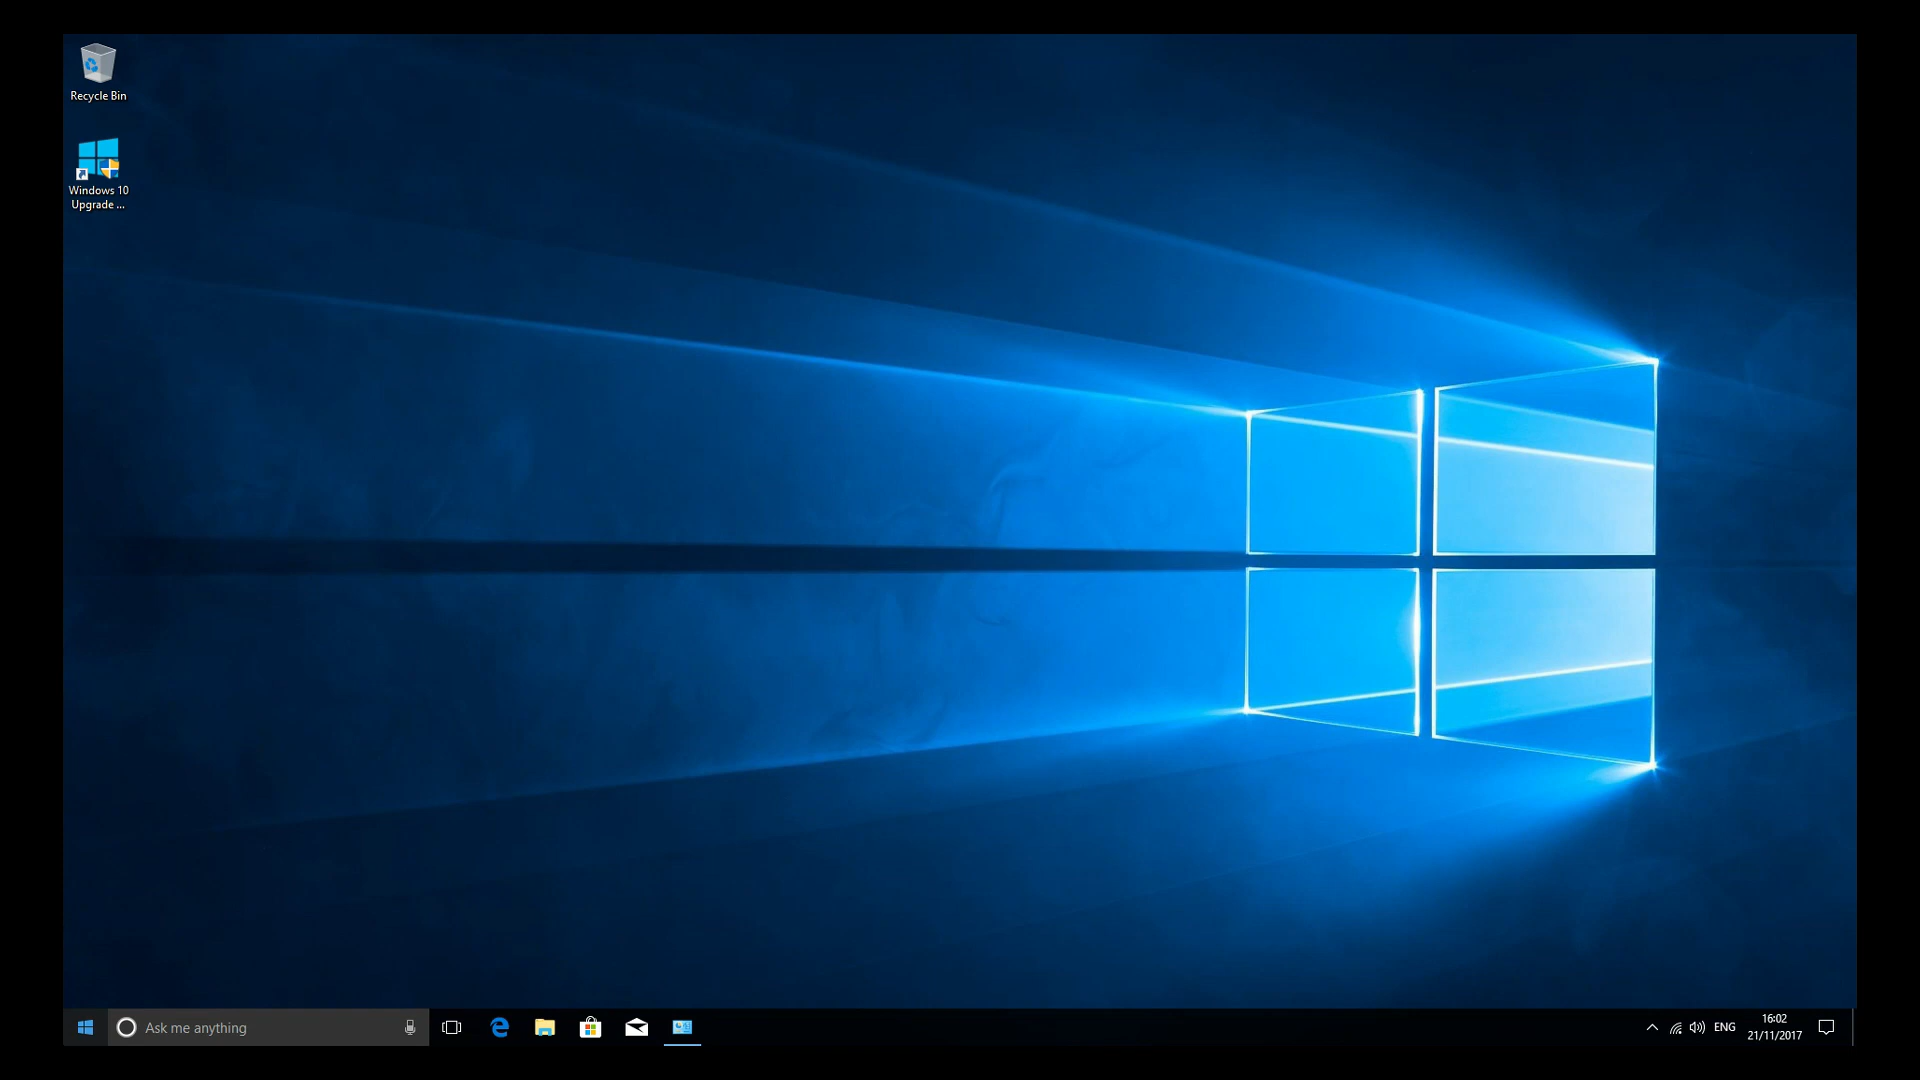 Recycle Bin
Windows 10
Upgrade ...
Ask me anything
ENG
16:02
21/11/2017